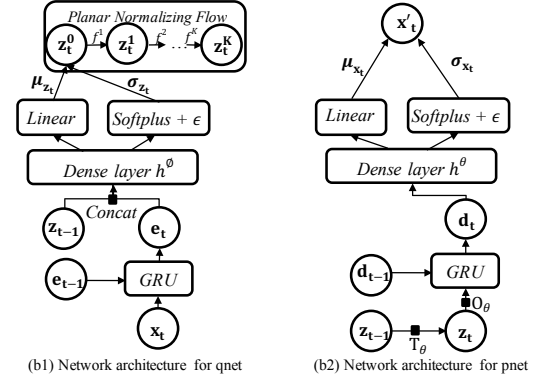 Planar Normalizing Flow
z_t^0 f^1 z_t^1 f^2 ... f^K z_t^K
μ_{z_t} σ_{z_t}
Linear Softplus + ϵ
Dense layer h^∅
Concat
z_{t-1} e_t
e_{t-1} GRU
x_t
(b1) Network architecture for qnet
x'_t
μ_{x_t} σ_{x_t}
Linear Softplus + ϵ
Dense layer h^θ
d_t
d_{t-1} GRU
O_θ
z_{t-1} T_θ z_t
(b2) Network architecture for pnet